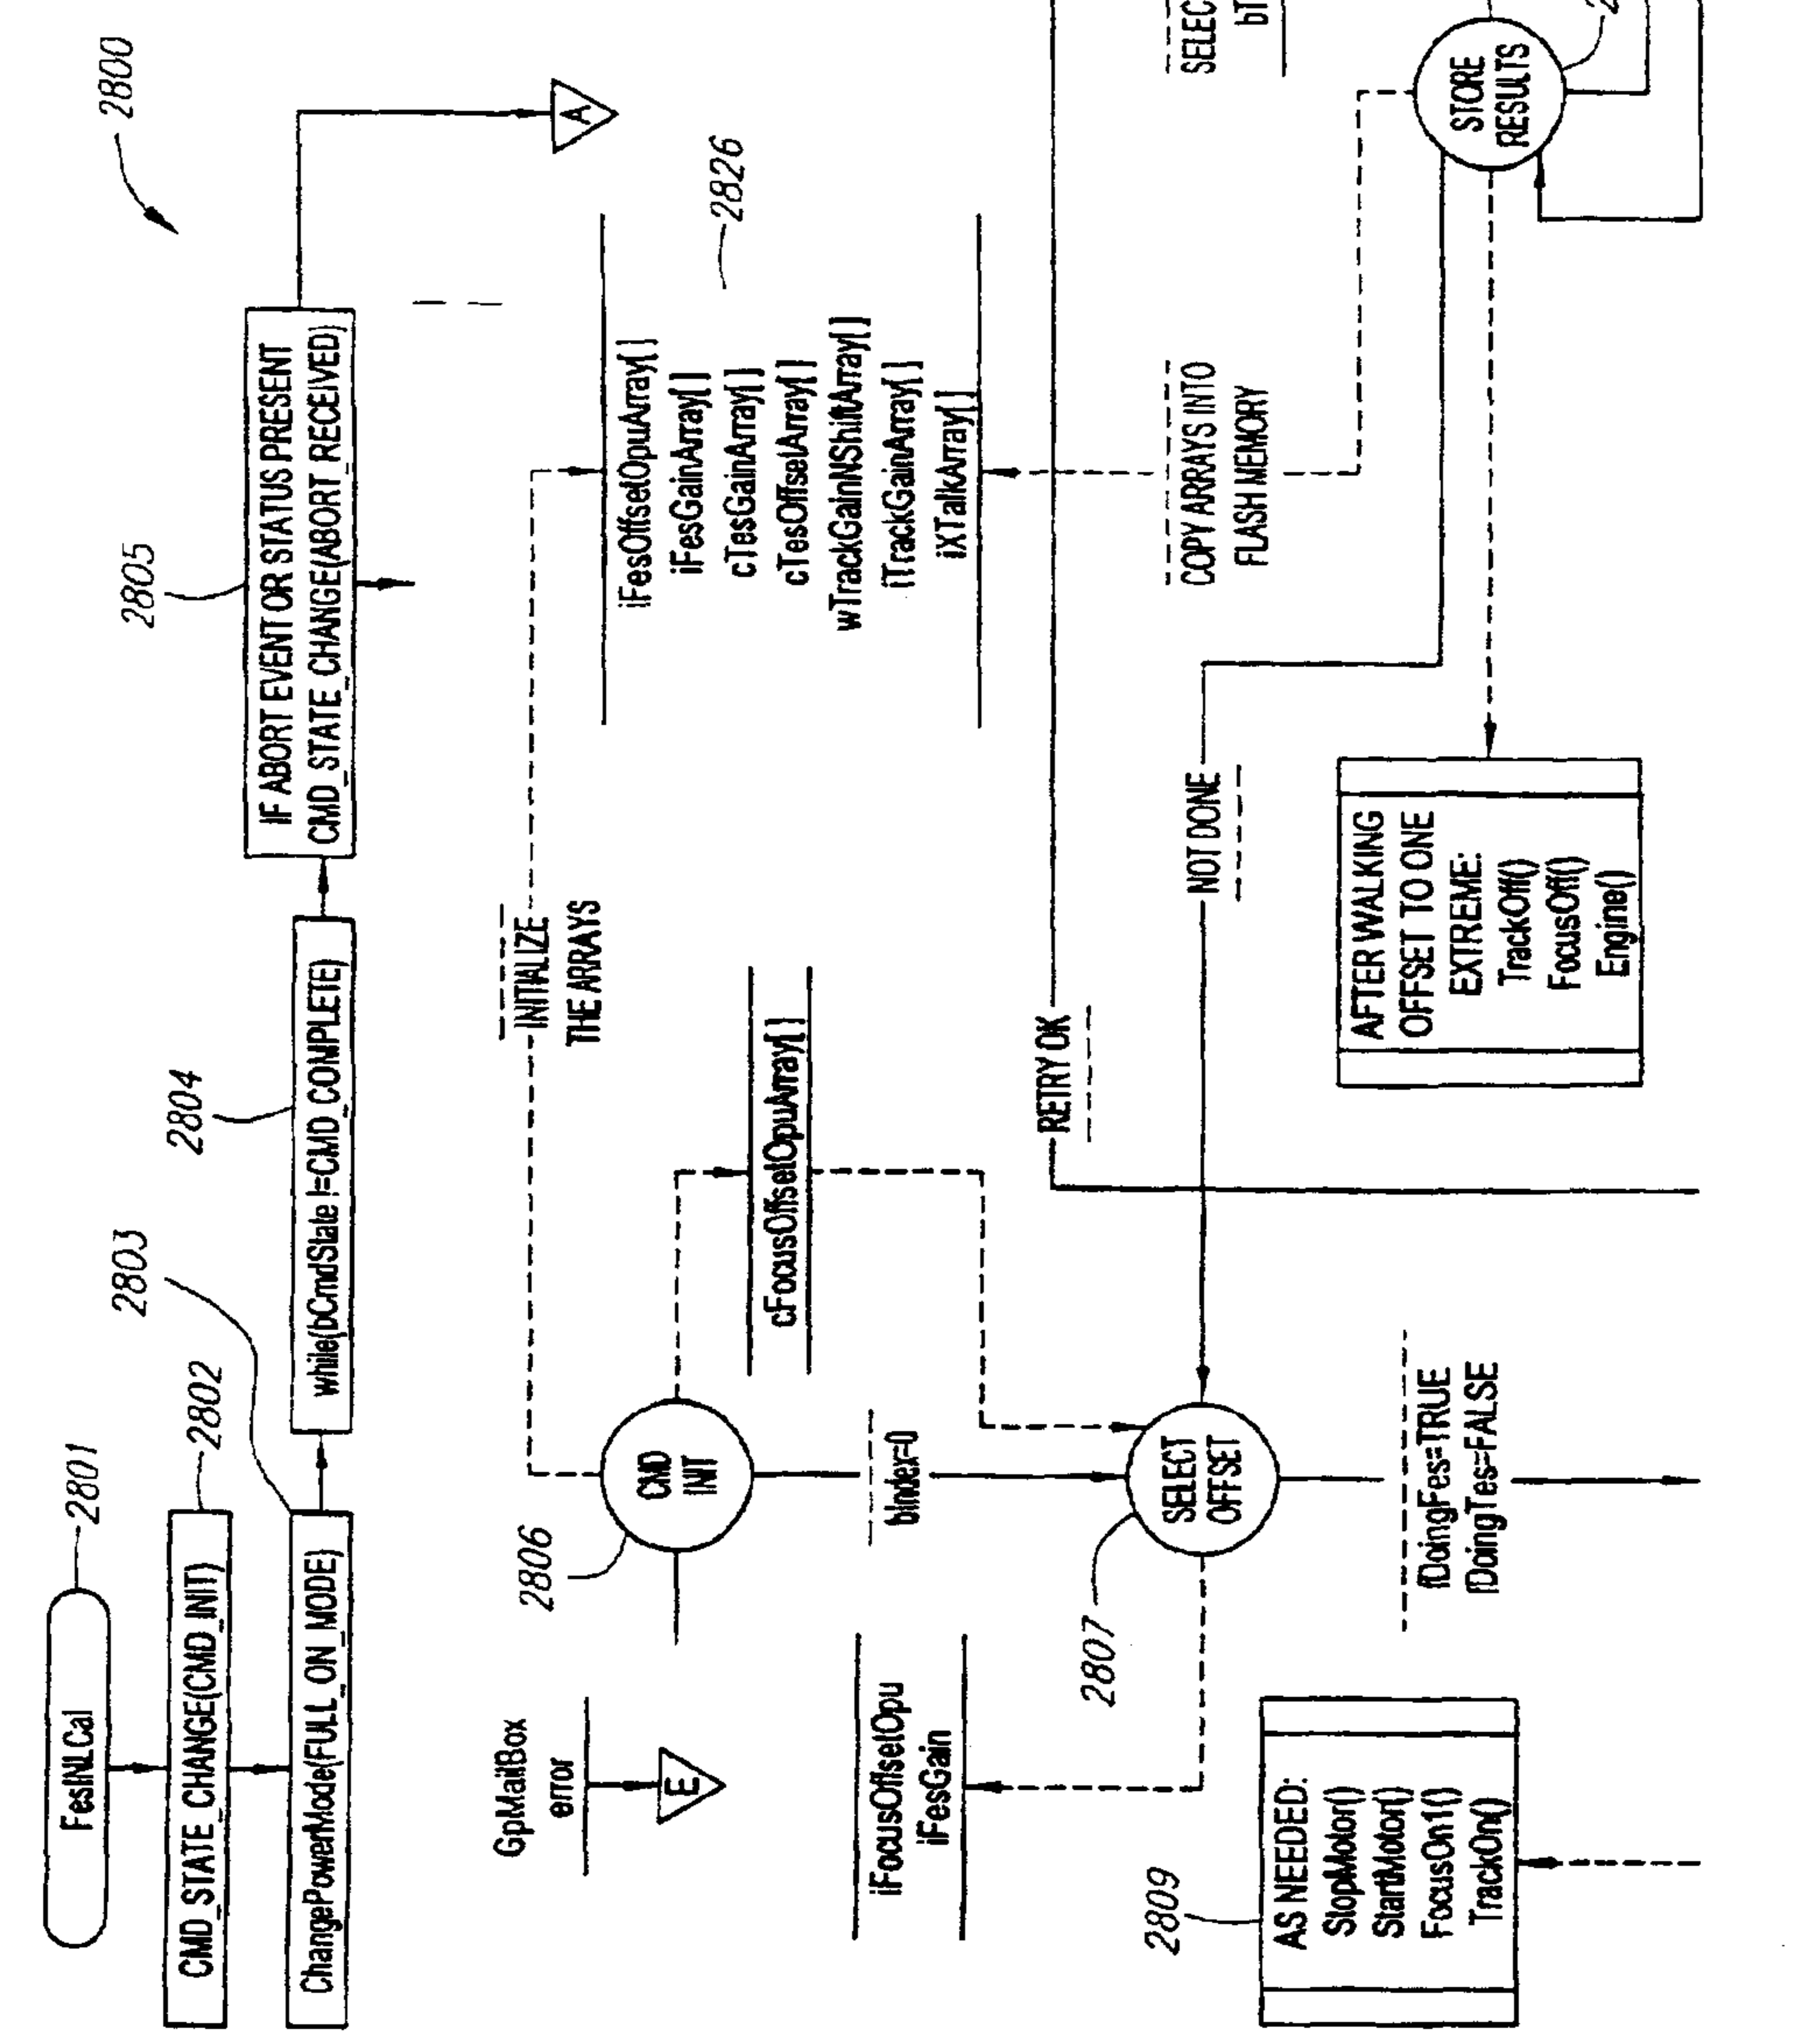 2800
FesINLCal
2801
CMD_STATE_CHANGE(CMD_INIT)
2802
ChangePowerMode(FULL_ON_MODE)
2803
while(bCmdState !=CMD_COMPLETE)
2804
IF ABORT EVENT OR STATUS PRESENT
CMD_STATE_CHANGE(ABORT_RECEIVED)
2805
A
GpMailBox
error
E
2806
CMD
INIT
INITIALIZE
THE ARRAYS
iFesOffsetOpuArray[ ]
iFesGainArray[ ]
cTesGainArray[ ]
cTesOffsetArray[ ]
wTrackGainNShiftArray[ ]
iTrackGainArray[ ]
iXTalkArray[ ]
2826
cFocusOffsetOpuArray[ ]
bIndex=0
iFocusOffsetOpu
iFesGain
2807
SELECT
OFFSET
RETRY OK
NOT DONE
COPY ARRAYS INTO
FLASH MEMORY
SELEC
bT
STORE
RESULTS
2
2809
AS NEEDED:
StopMotor()
StartMotor()
FocusOn1()
TrackOn()
fDoingFes=TRUE
fDoingTes=FALSE
AFTER WALKING
OFFSET TO ONE
EXTREME:
TrackOff()
FocusOff()
Engine()